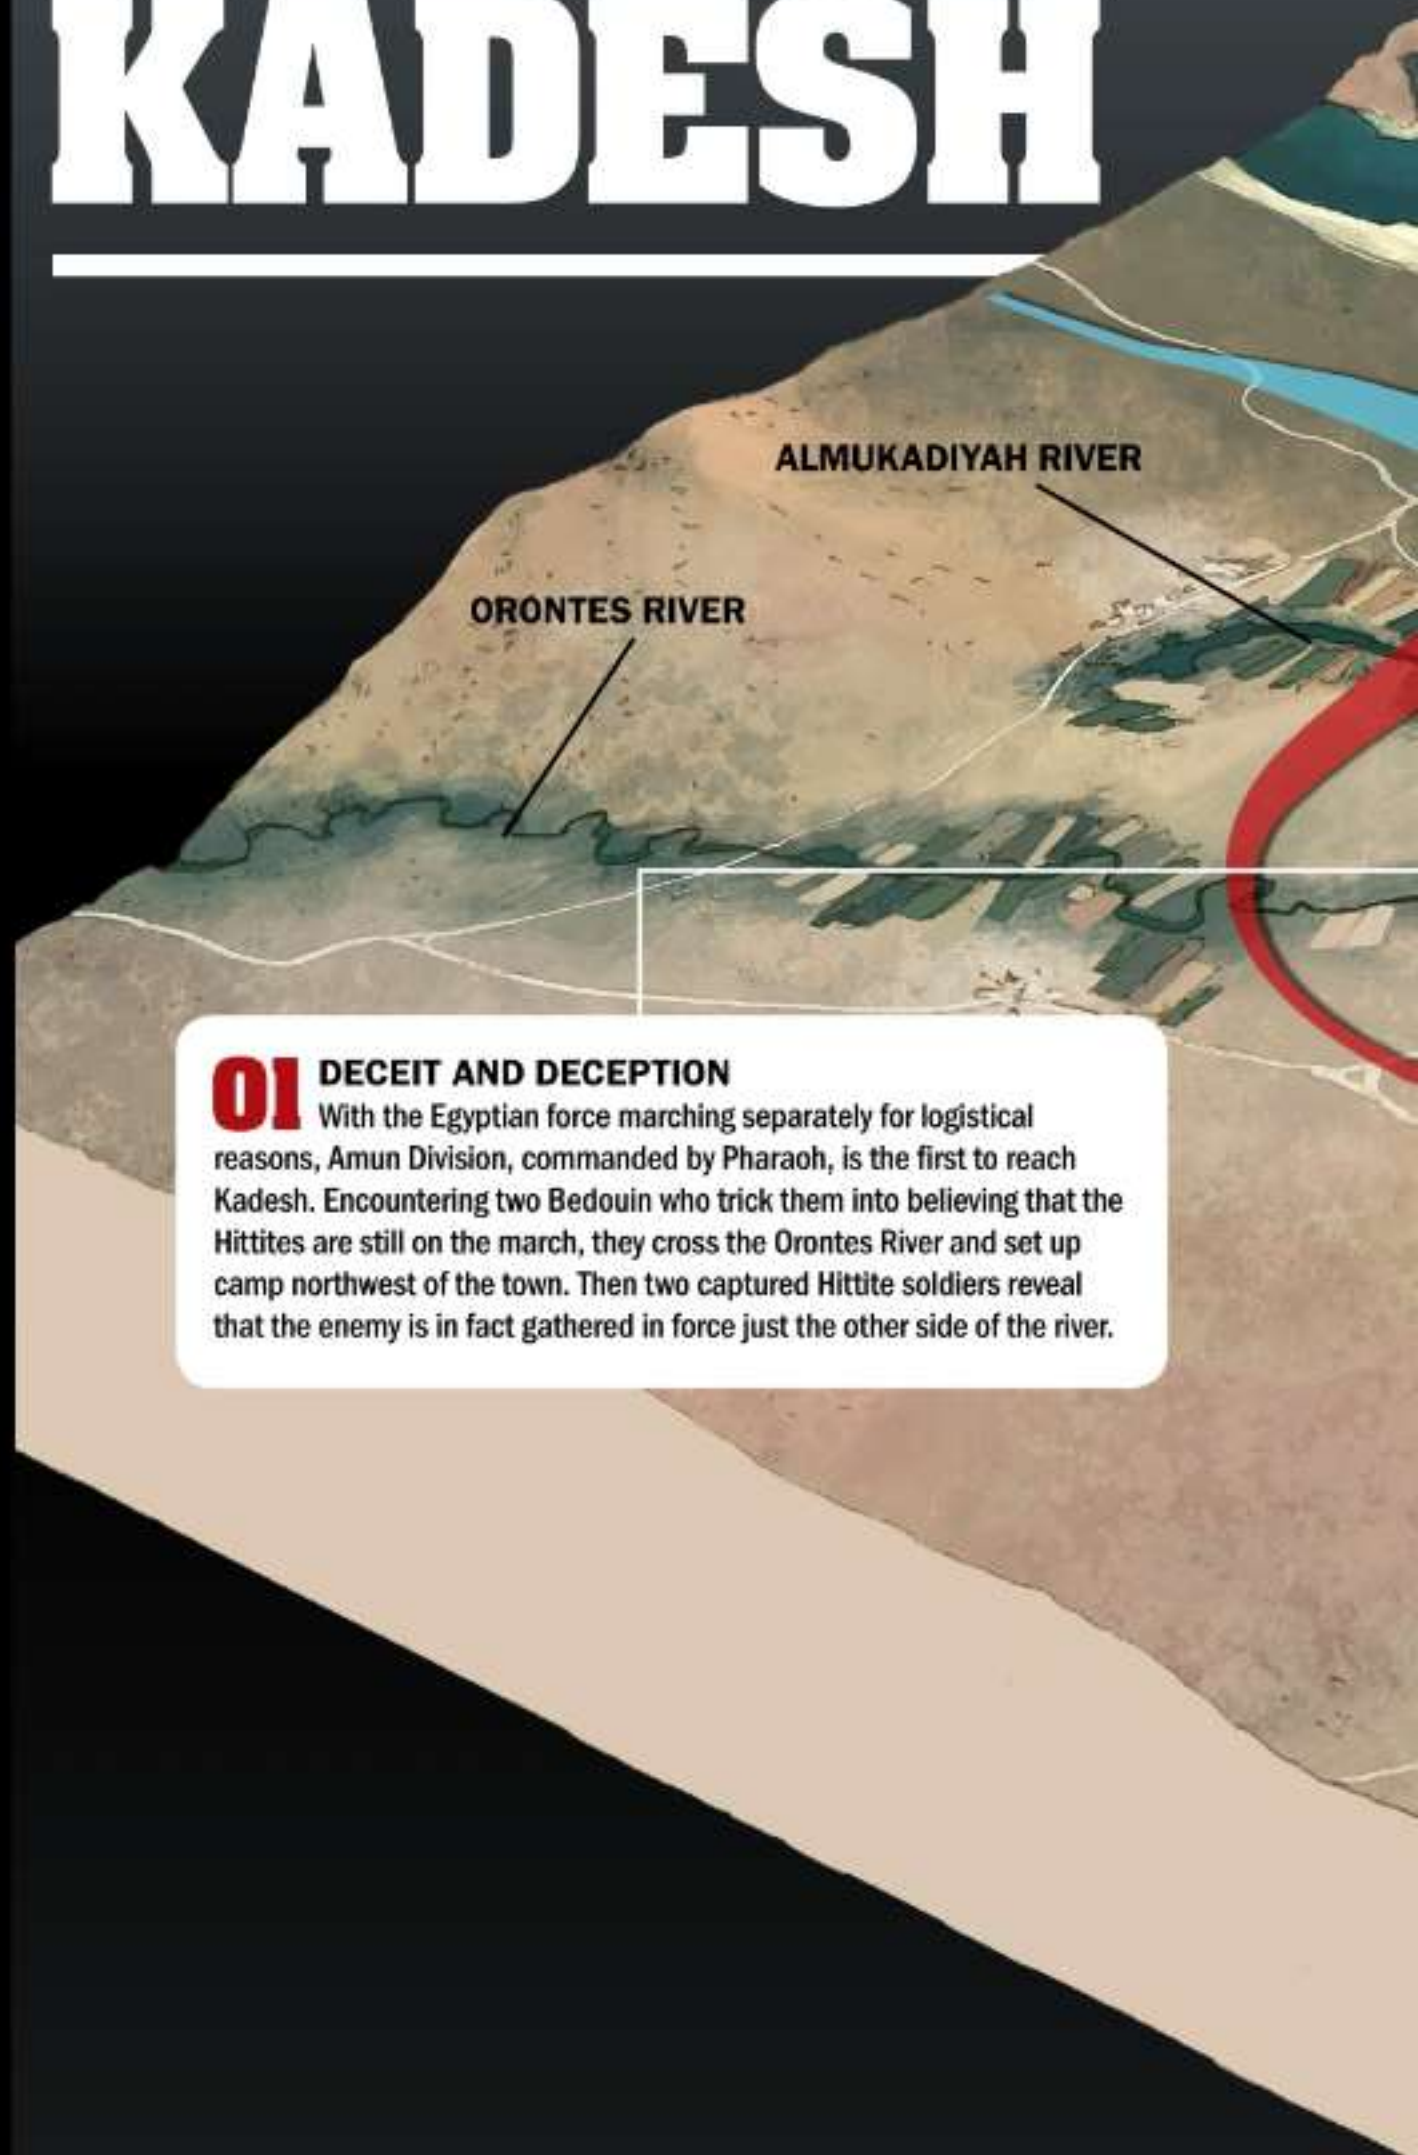 KADESH
ALMUKADIYAH RIVER
ORONTES RIVER
01 DECEIT AND DECEPTION
With the Egyptian force marching separately for logistical
reasons, Amun Division, commanded by Pharaoh, is the first to reach
Kadesh. Encountering two Bedouin who trick them into believing that the
Hittites are still on the march, they cross the Orontes River and set up
camp northwest of the town. Then two captured Hittite soldiers reveal
that the enemy is in fact gathered in force just the other side of the river.